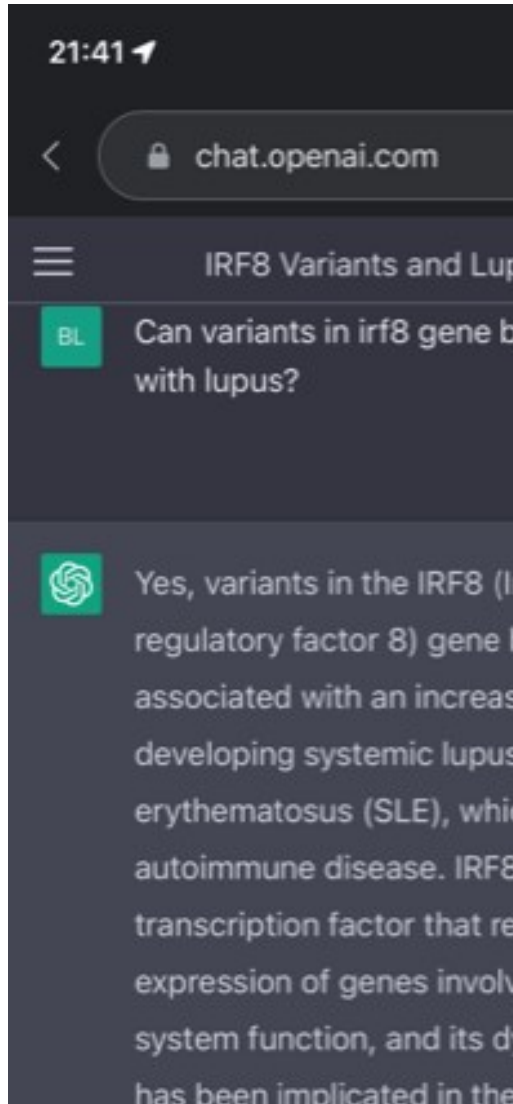 21:41
chat.openai.com
IRF8 Variants and Lup
BL
Can variants in irf8 gene b
with lupus?
Yes, variants in the IRF8 (I
regulatory factor 8) gene
associated with an increas
developing systemic lupus
erythematosus (SLE), whi
autoimmune disease. IRF8
transcription factor that re
expression of genes involv
system function, and its d
has been implicated in the